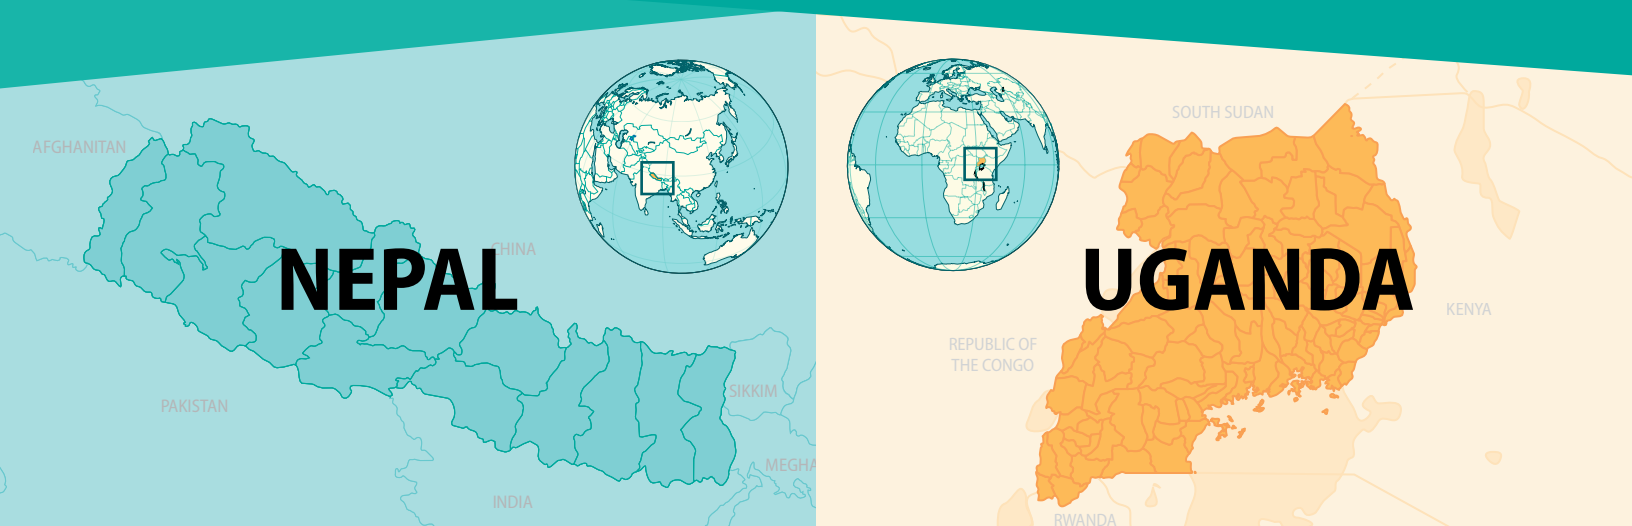 AFGHANITAN
CHINA
NEPAL
SIKKIM
PAKISTAN
MEGHA
INDIA
SOUTH SUDAN
UGANDA
KENYA
REPUBLIC OF
THE CONGO
RWANDA